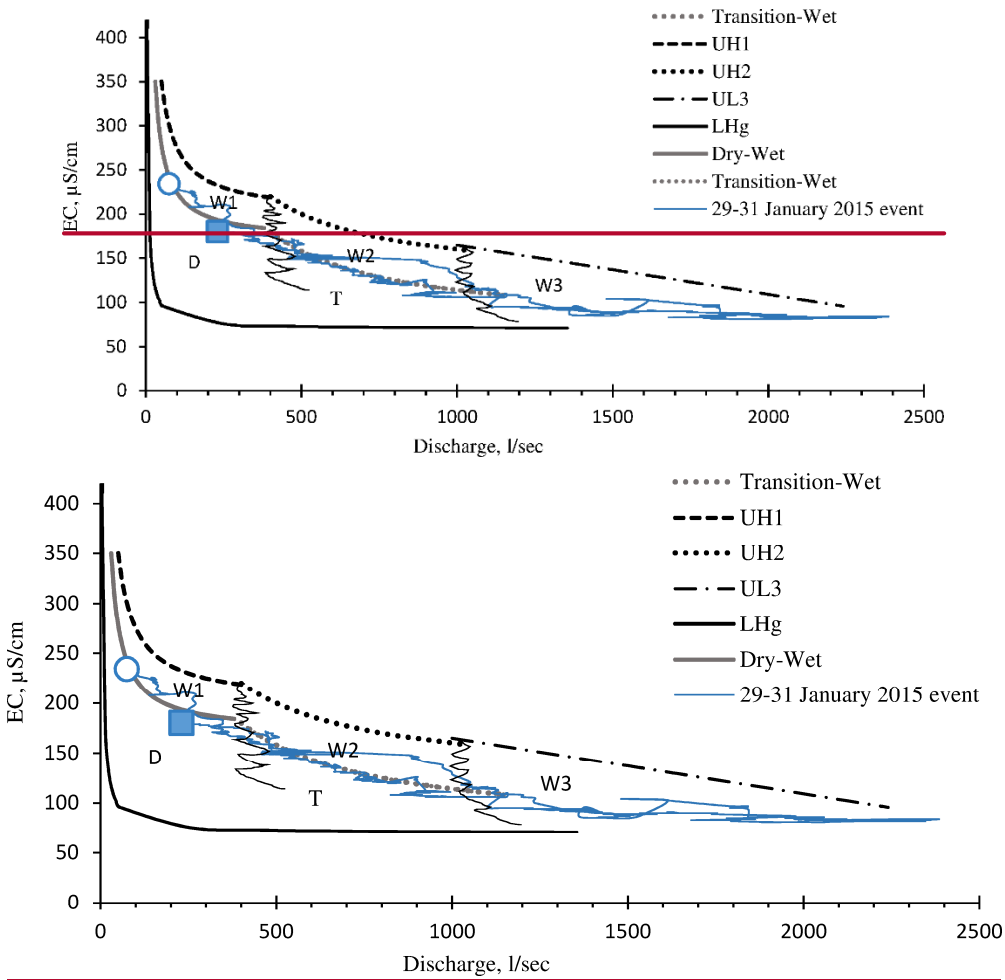 400
350
300
250
200
150
100
50
0
EC, µS/cm
Transition-Wet
UH1
UH2
UL3
LHg
Dry-Wet
Transition-Wet
29-31 January 2015 event
W1
D
W2
T
W3
0 500 1000 1500 2000 2500
Discharge, l/sec
400
350
300
250
200
150
100
50
0
EC, µS/cm
Transition-Wet
UH1
UH2
UL3
LHg
Dry-Wet
29-31 January 2015 event
W1
D
W2
T
W3
0 500 1000 1500 2000 2500
Discharge, l/sec